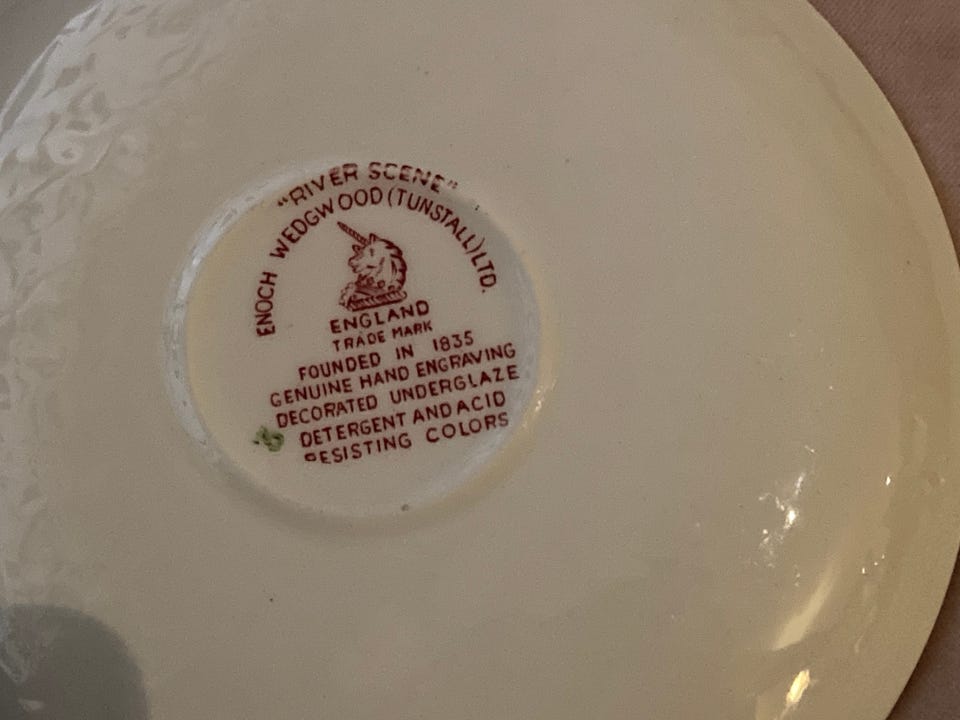 "RIVER SCENE"
ENOCH WEDGWOOD (TUNSTALL) LTD.
ENGLAND
TRADE MARK
FOUNDED IN 1835
GENUINE HAND ENGRAVING
DECORATED UNDERGLAZE
DETERGENT AND ACID
RESISTING COLORS